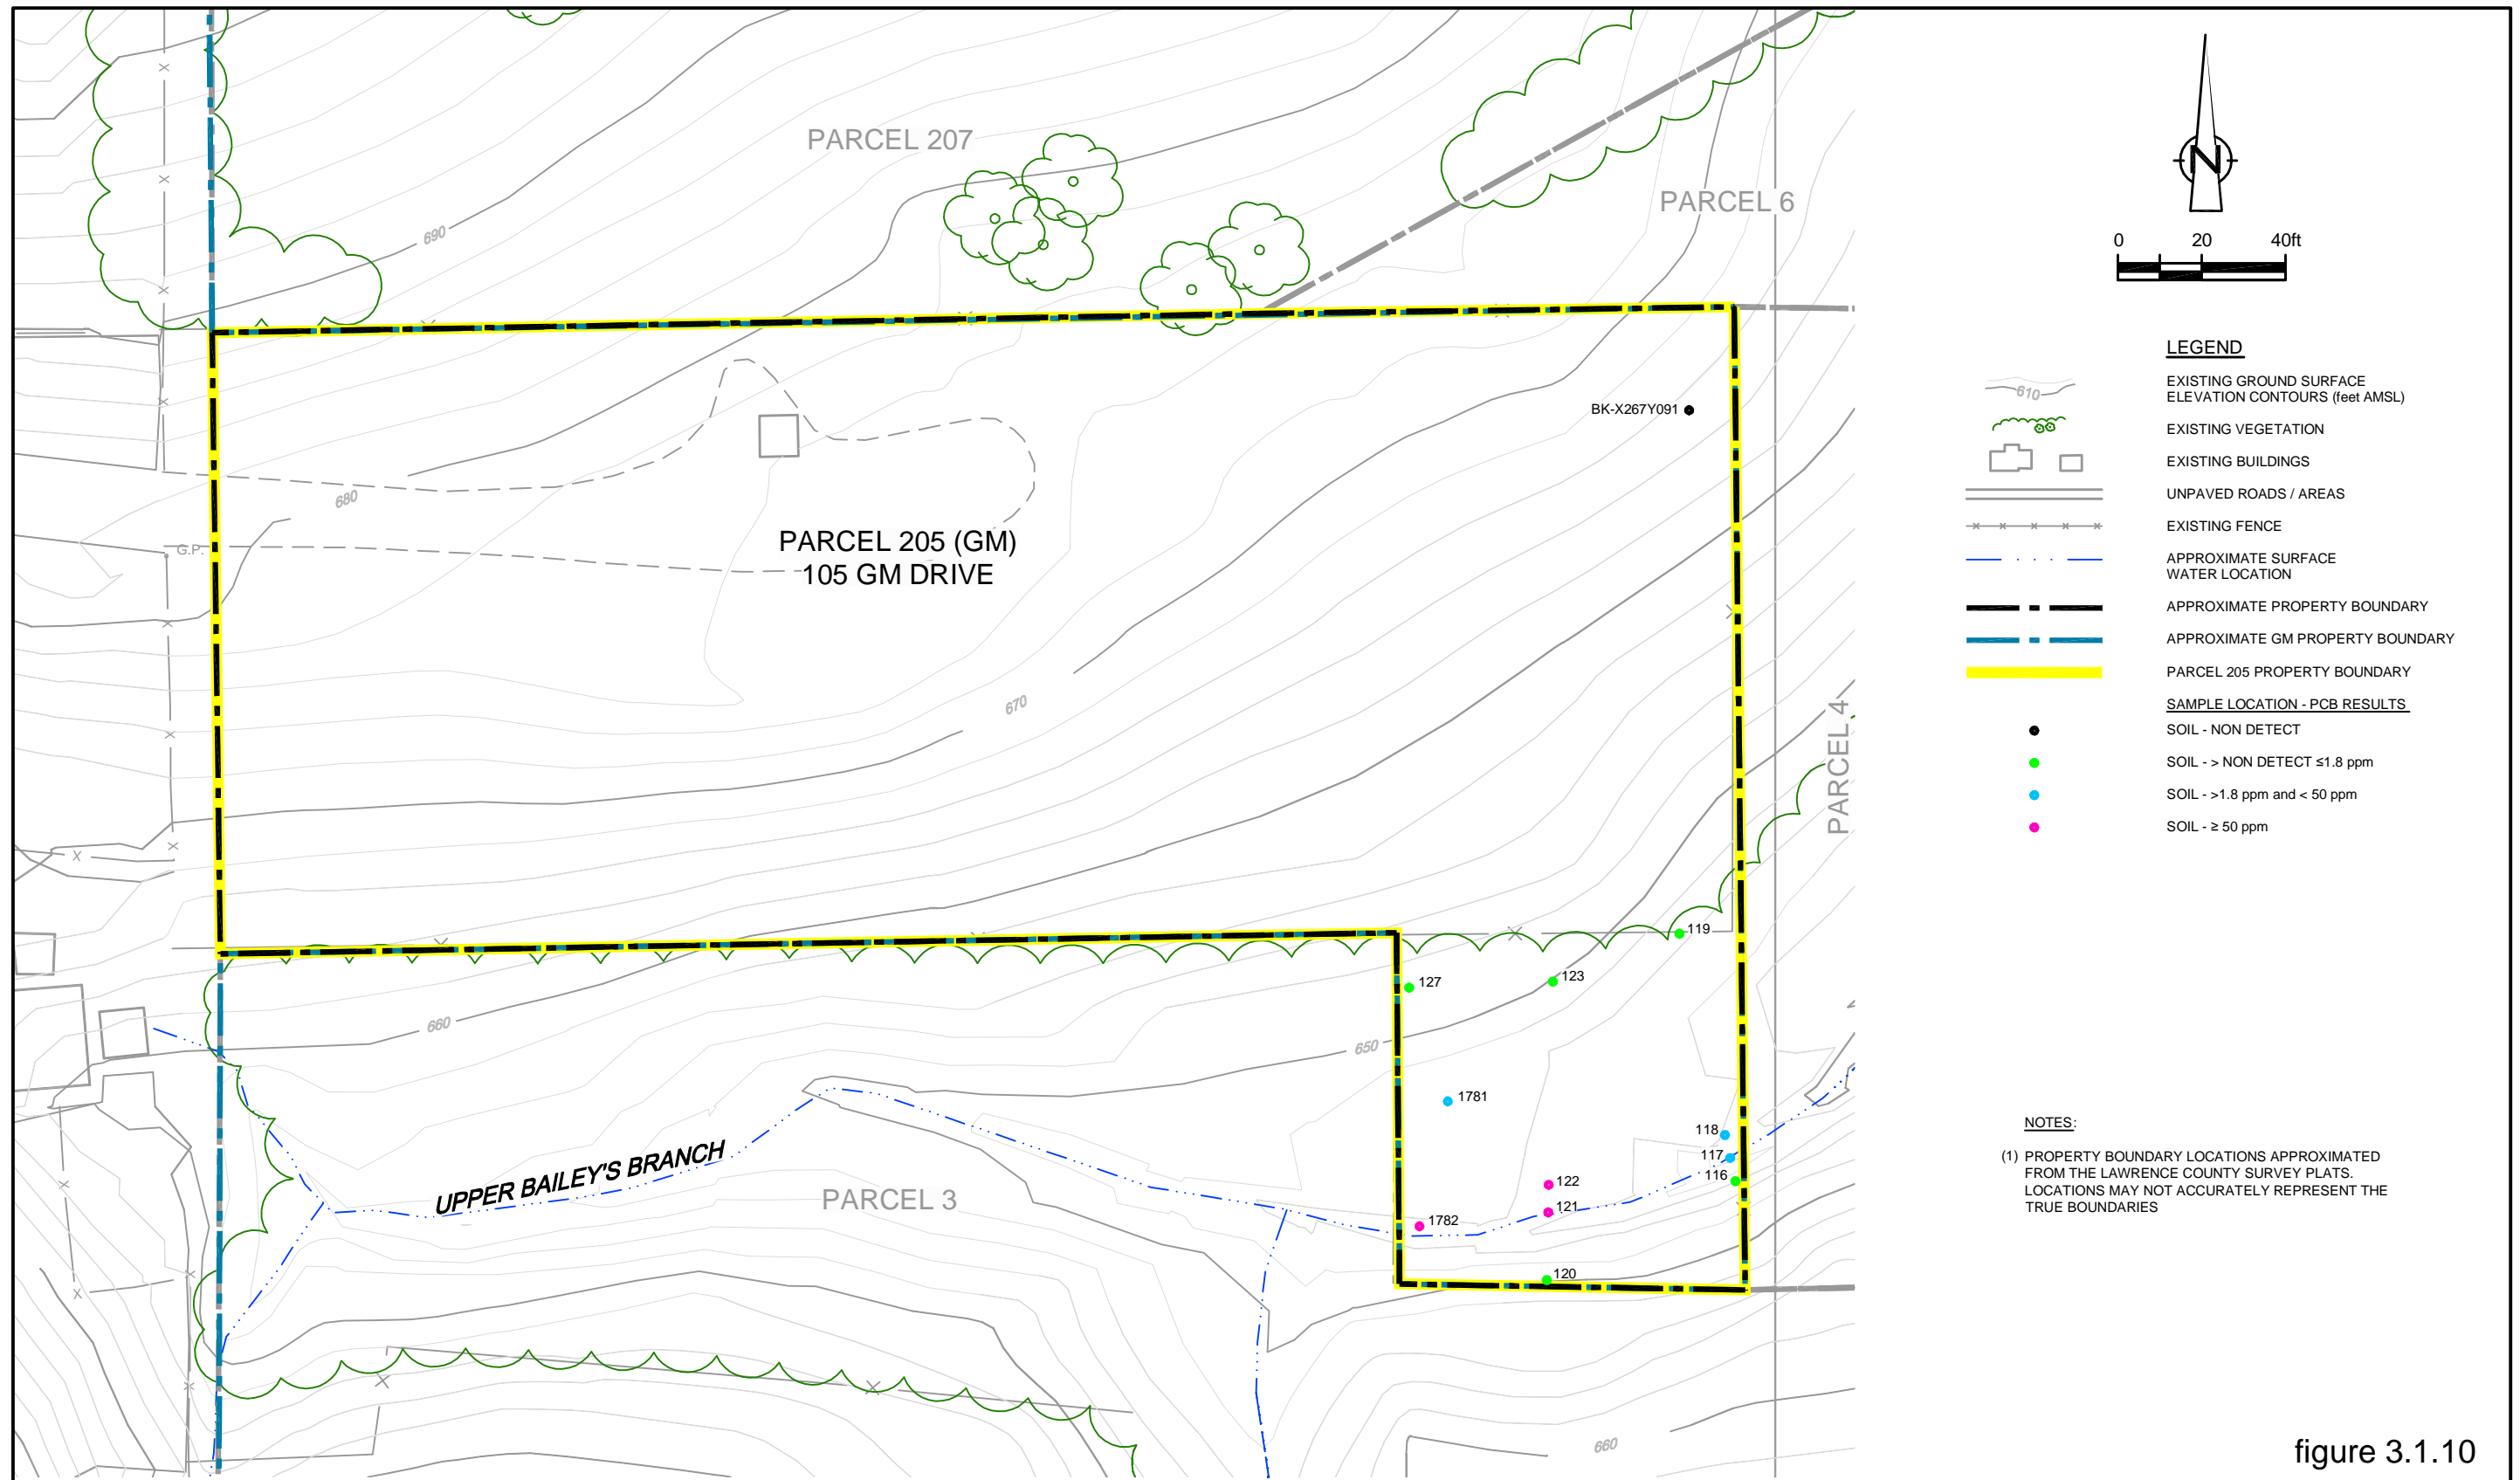 PARCEL 207
PARCEL 6
690
BK-X267Y091
680
G.P.
PARCEL 205 (GM)
105 GM DRIVE
670
PARCEL 4
119
127
123
660
650
1781
118
117
116
122
121
1782
120
UPPER BAILEY'S BRANCH
PARCEL 3
660
N
0 20 40ft
LEGEND
610
EXISTING GROUND SURFACE
ELEVATION CONTOURS (feet AMSL)
EXISTING VEGETATION
EXISTING BUILDINGS
UNPAVED ROADS / AREAS
EXISTING FENCE
APPROXIMATE SURFACE
WATER LOCATION
APPROXIMATE PROPERTY BOUNDARY
APPROXIMATE GM PROPERTY BOUNDARY
PARCEL 205 PROPERTY BOUNDARY
SAMPLE LOCATION - PCB RESULTS
SOIL - NON DETECT
SOIL - > NON DETECT ≤1.8 ppm
SOIL - >1.8 ppm and < 50 ppm
SOIL - ≥ 50 ppm
NOTES:
(1) PROPERTY BOUNDARY LOCATIONS APPROXIMATED
FROM THE LAWRENCE COUNTY SURVEY PLATS.
LOCATIONS MAY NOT ACCURATELY REPRESENT THE
TRUE BOUNDARIES
figure 3.1.10